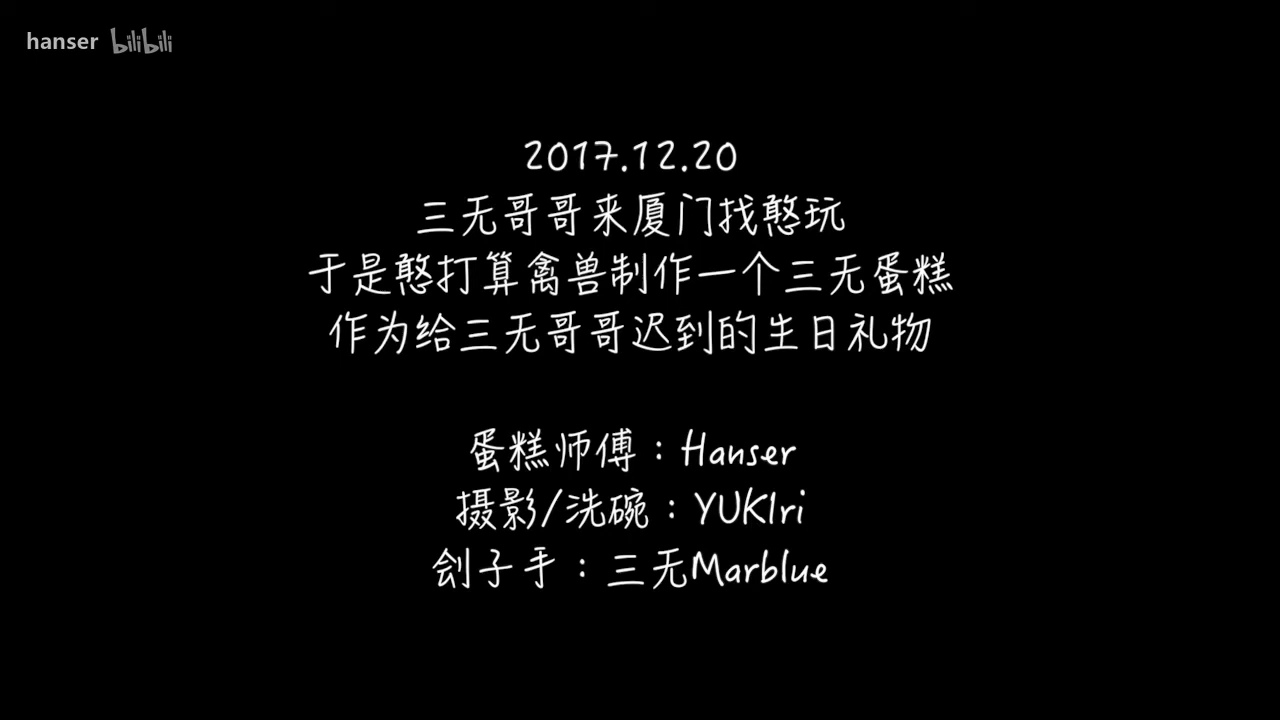 hanser bilibili
2017.12.20
三无哥哥来厦门找憨玩
于是憨打算禽兽制作一个三无蛋糕
作为给三无哥哥迟到的生日礼物
蛋糕师傅：Hanser
摄影/洗碗：YUKIri
刽子手：三无Marblue